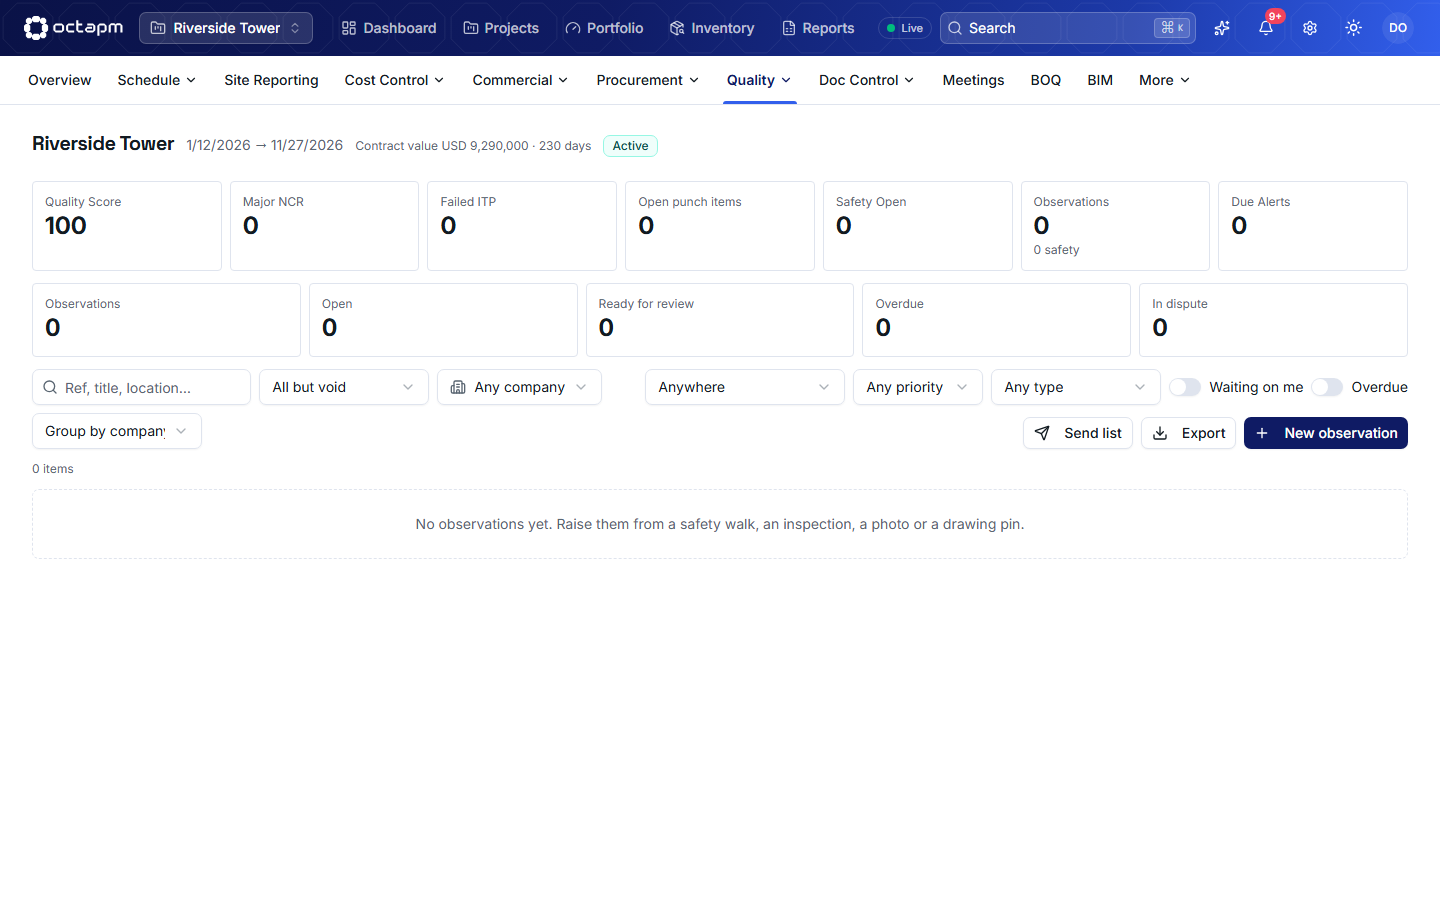 octapm Riverside Tower Dashboard Projects Portfolio Inventory Reports Live Search ⌘ K 9+ DO
Overview Schedule Site Reporting Cost Control Commercial Procurement Quality Doc Control Meetings BOQ BIM More
Riverside Tower 1/12/2026 → 11/27/2026 Contract value USD 9,290,000 · 230 days Active
Quality Score Major NCR Failed ITP Open punch items Safety Open Observations Due Alerts
100 0 0 0 0 0 0
0 safety
Observations Open Ready for review Overdue In dispute
0 0 0 0 0
Ref, title, location... All but void Any company Anywhere Any priority Any type Waiting on me Overdue
Group by company Send list Export New observation
0 items
No observations yet. Raise them from a safety walk, an inspection, a photo or a drawing pin.